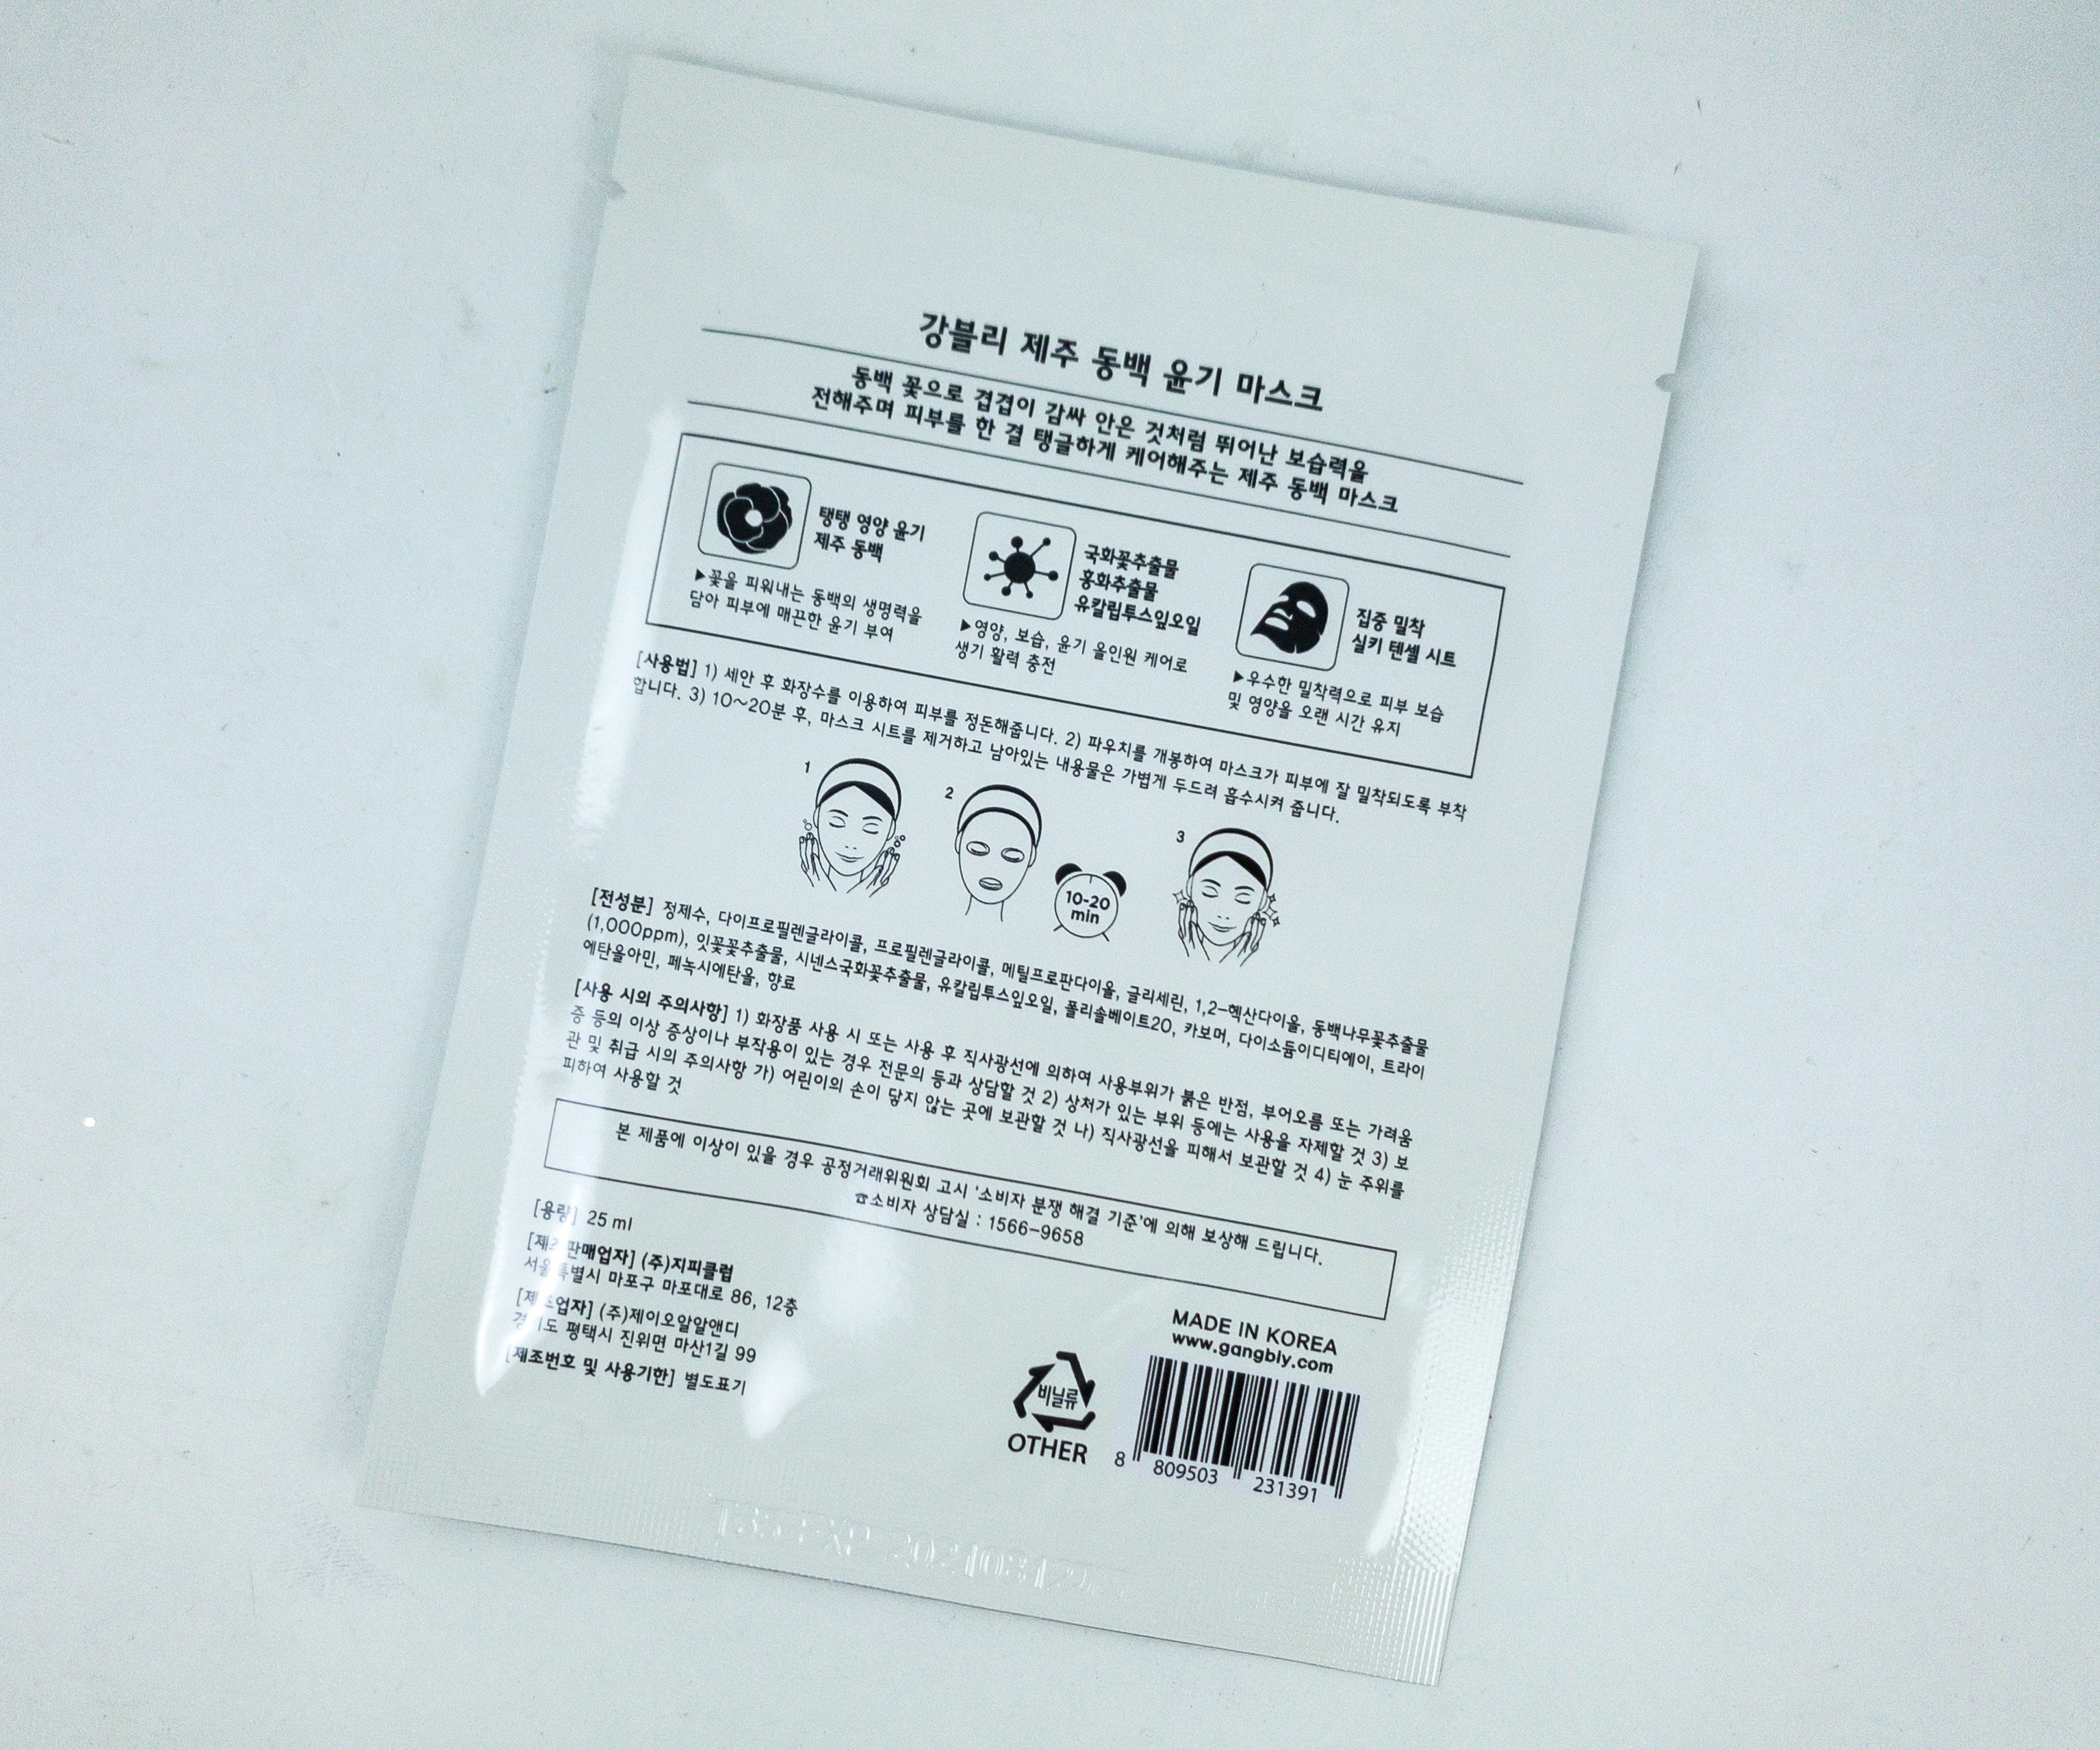 강블리 제주 동백 윤기 마스크
동백 꽃으로 겹겹이 감싸 안은 것처럼 뛰어난 보습력을
전해주며 피부를 한 결 탱글하게 케어해주는 제주 동백 마스크
탱탱 영양 윤기
제주 동백
▶꽃을 피워내는 동백의 생명력을
담아 피부에 매끈한 윤기 부여
국화꽃추출물
홍화추출물
유칼립투스잎오일
▶영양, 보습, 윤기 올인원 케어로
생기 활력 충전
집중 밀착
실키 텐셀 시트
▶우수한 밀착력으로 피부 보습
및 영양을 오랜 시간 유지
[사용법] 1) 세안 후 화장수를 이용하여 피부를 정돈해줍니다. 2) 파우치를 개봉하여 마스크가 피부에 잘 밀착되도록 부착
합니다. 3) 10~20분 후, 마스크 시트를 제거하고 남아있는 내용물은 가볍게 두드려 흡수시켜 줍니다.
1
2
10-20
min
3
[전성분] 정제수, 다이프로필렌글라이콜, 프로필렌글라이콜, 메틸프로판다이올, 글리세린, 1,2-헥산다이올, 동백나무꽃추출물
(1,000ppm), 잇꽃꽃추출물, 시넨스국화꽃추출물, 유칼립투스잎오일, 폴리솔베이트20, 카보머, 다이소듐이디티에이, 트라이
에탄올아민, 페녹시에탄올, 향료
[사용 시의 주의사항] 1) 화장품 사용 시 또는 사용 후 직사광선에 의하여 사용부위가 붉은 반점, 부어오름 또는 가려움
증 등의 이상 증상이나 부작용이 있는 경우 전문의 등과 상담할 것 2) 상처가 있는 부위 등에는 사용을 자제할 것 3) 보
관 및 취급 시의 주의사항 가) 어린이의 손이 닿지 않는 곳에 보관할 것 나) 직사광선을 피해서 보관할 것 4) 눈 주위를
피하여 사용할 것
본 제품에 이상이 있을 경우 공정거래위원회 고시 '소비자 분쟁 해결 기준'에 의해 보상해 드립니다.
☎소비자 상담실 : 1566-9658
[용량] 25 ml
[제조판매업자] (주)지피클럽
서울특별시 마포구 마포대로 86, 12층
[제조업자] (주)제이오알알앤디
경기도 평택시 진위면 마산1길 99
[제조번호 및 사용기한] 별도표기
MADE IN KOREA
www.gangbly.com
비닐류
OTHER
8 809503 231391